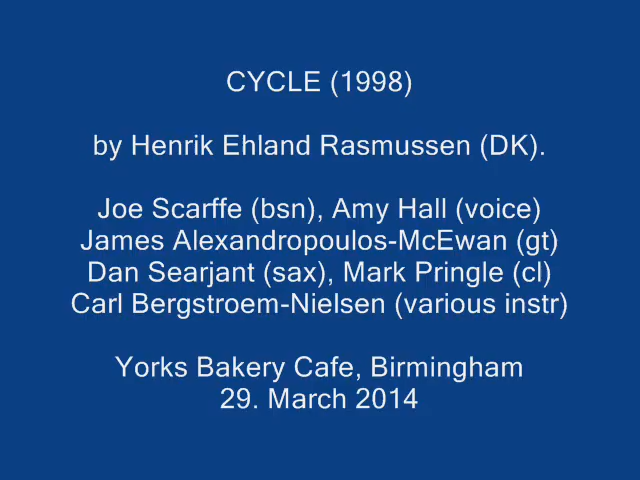 CYCLE (1998)
by Henrik Ehland Rasmussen (DK).
Joe Scarffe (bsn), Amy Hall (voice)
James Alexandropoulos-McEwan (gt)
Dan Searjant (sax), Mark Pringle (cl)
Carl Bergstroem-Nielsen (various instr)
Yorks Bakery Cafe, Birmingham
29. March 2014